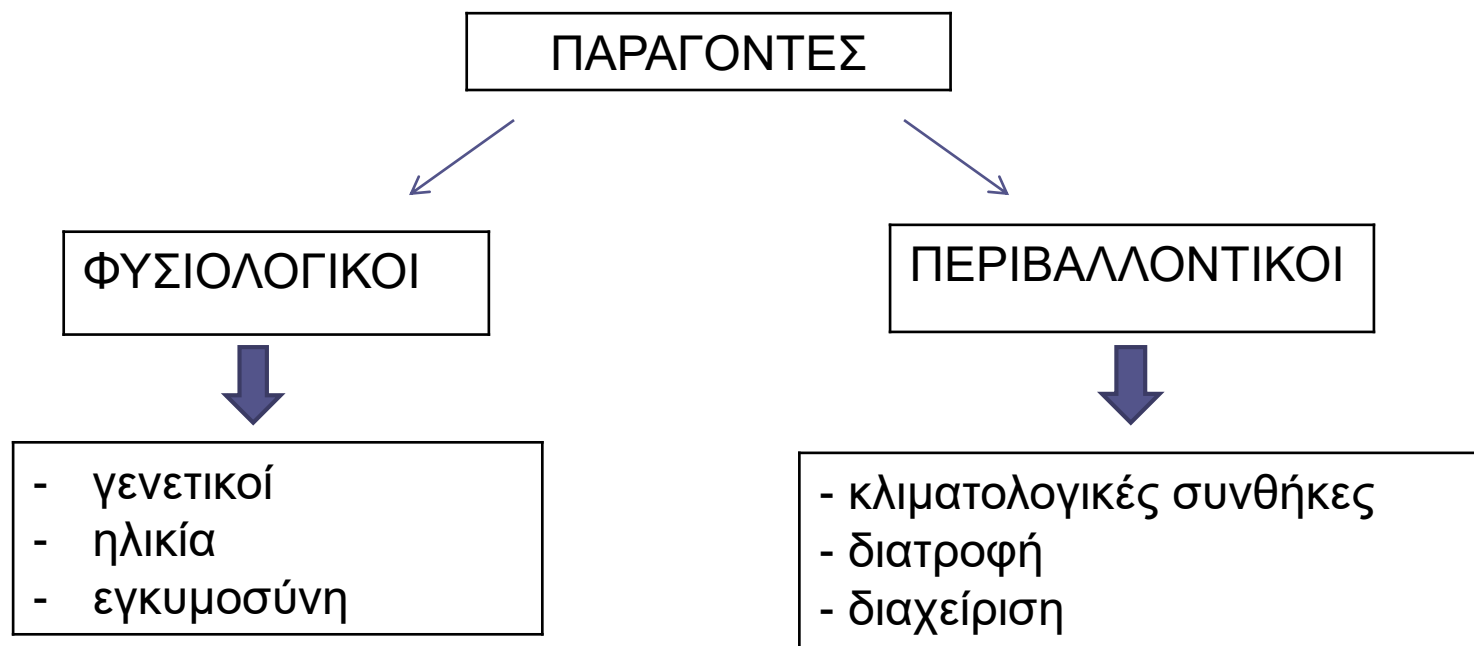 ΠΑΡΑΓΟΝΤΕΣ
ΦΥΣΙΟΛΟΓΙΚΟΙ
ΠΕΡΙΒΑΛΛΟΝΤΙΚΟΙ
- γενετικοί
- ηλικία
- εγκυμοσύνη
- κλιματολογικές συνθήκες
- διατροφή
- διαχείριση